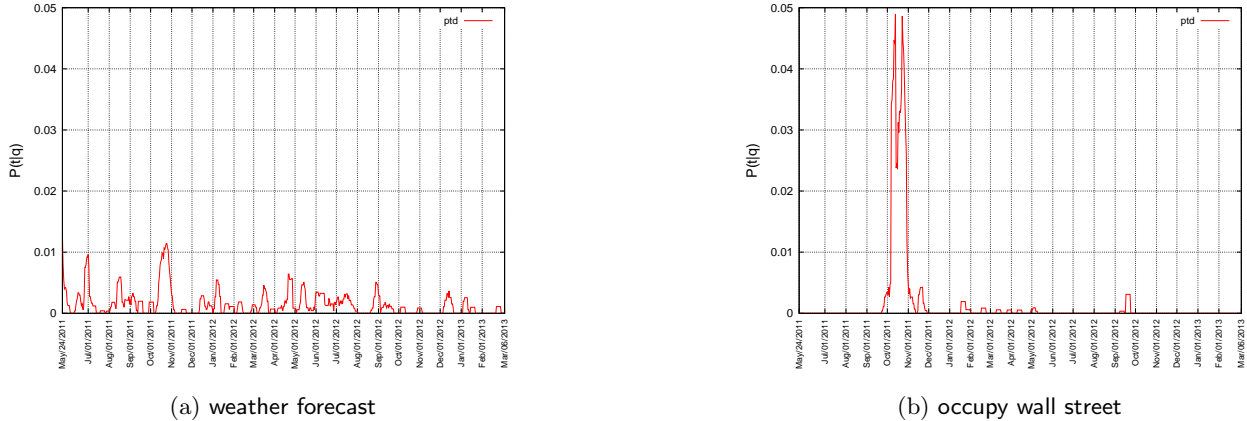 0.05
0.04
0.03
0.02
0.01
0
P(t|q)
ptd
May/24/2011
Jul/01/2011
Aug/01/2011
Sep/01/2011
Oct/01/2011
Nov/01/2011
Dec/01/2011
Jan/01/2012
Feb/01/2012
Mar/01/2012
Apr/01/2012
May/01/2012
Jun/01/2012
Jul/01/2012
Aug/01/2012
Sep/01/2012
Oct/01/2012
Nov/01/2012
Dec/01/2012
Jan/01/2013
Feb/01/2013
Mar/06/2013
(a) weather forecast
0.05
0.04
0.03
0.02
0.01
0
P(t|q)
ptd
May/24/2011
Jul/01/2011
Aug/01/2011
Sep/01/2011
Oct/01/2011
Nov/01/2011
Dec/01/2011
Jan/01/2012
Feb/01/2012
Mar/01/2012
Apr/01/2012
May/01/2012
Jun/01/2012
Jul/01/2012
Aug/01/2012
Sep/01/2012
Oct/01/2012
Nov/01/2012
Dec/01/2012
Jan/01/2013
Feb/01/2013
Mar/06/2013
(b) occupy wall street